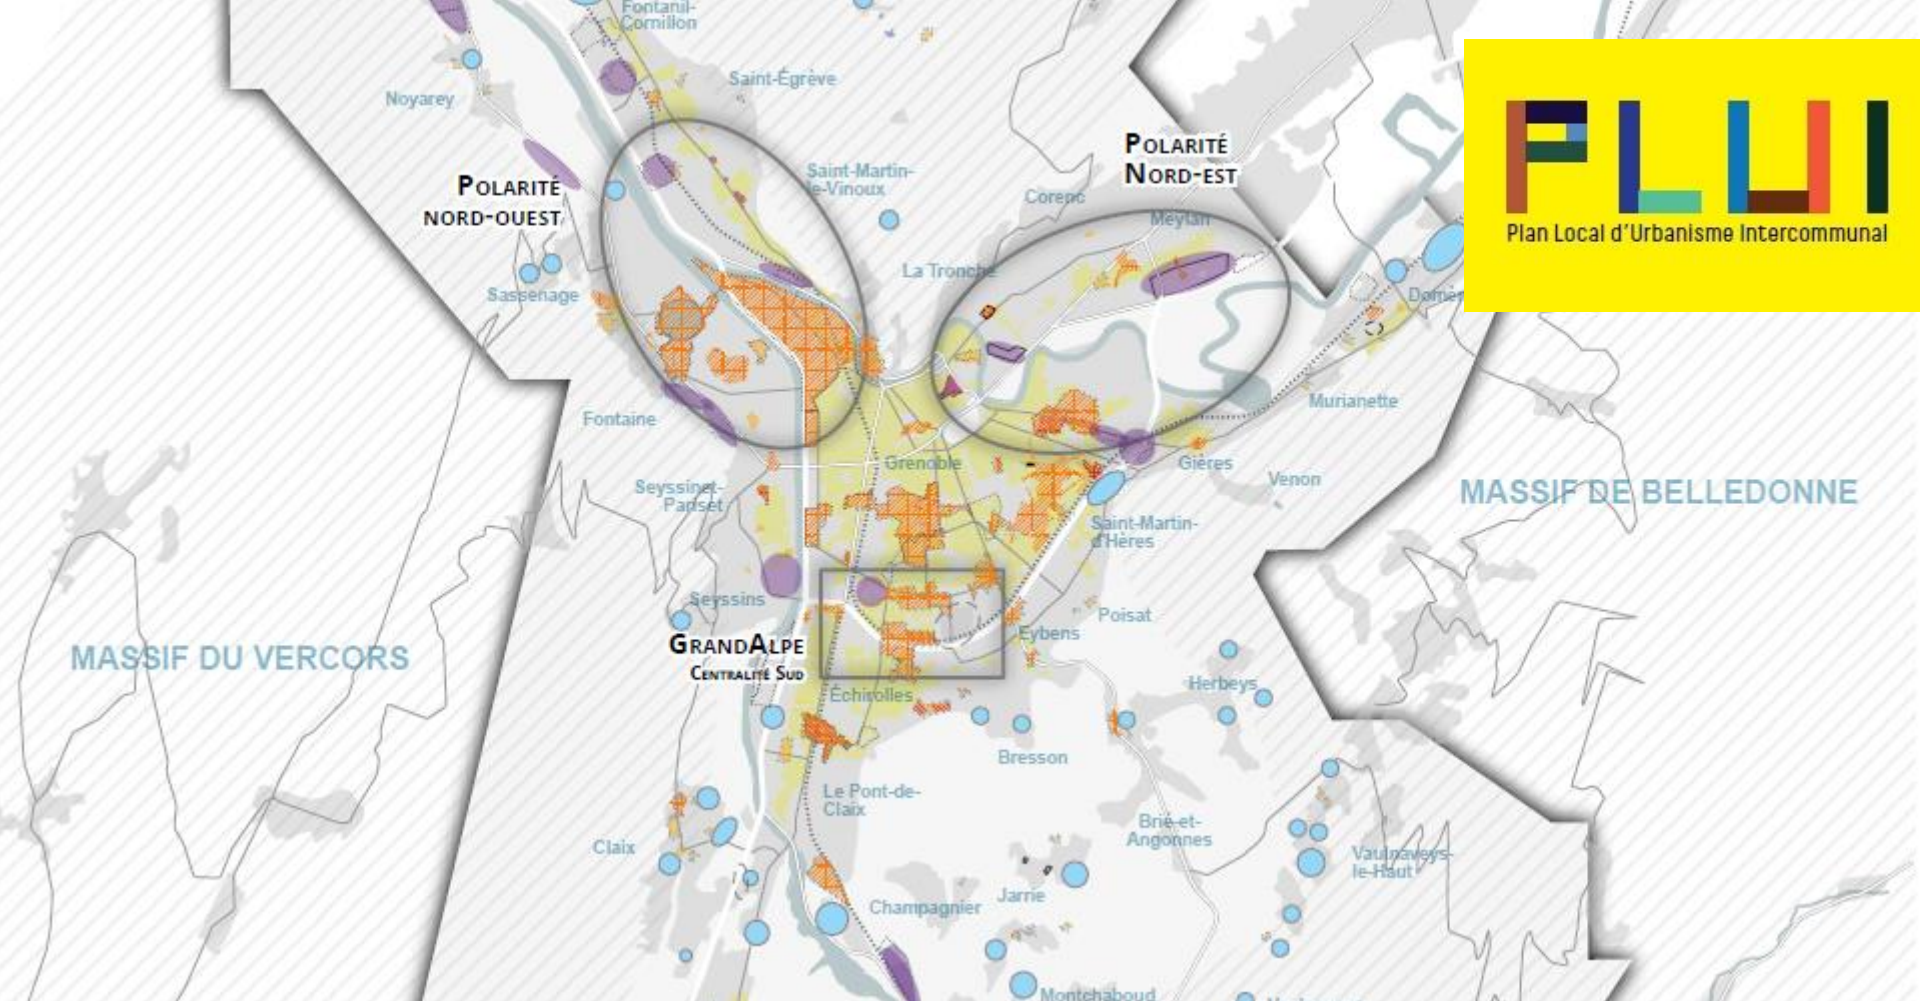 Fontanil-
Cornillon
Saint-Égrève
Noyarey
PLUI
Plan Local d'Urbanisme Intercommunal
POLARITÉ
NORD-EST
POLARITÉ
NORD-OUEST
Saint-Martin-
le-Vinoux
Corenc
Meylan
La Tronche
Sassenage
Domèn
Murianette
Fontaine
Grenoble
Gières
Venon
MASSIF DE BELLEDONNE
Seyssinet-
Pariset
Saint-Martin-
d'Hères
Seyssins
Poisat
Eybens
GRANDALPE
CENTRALITÉ SUD
MASSIF DU VERCORS
Herbeys
Échirolles
Bresson
Le Pont-de-
Claix
Brié-et-
Angonnes
Claix
Vaulnaveys-
le-Haut
Jarrie
Champagnier
Montchaboud